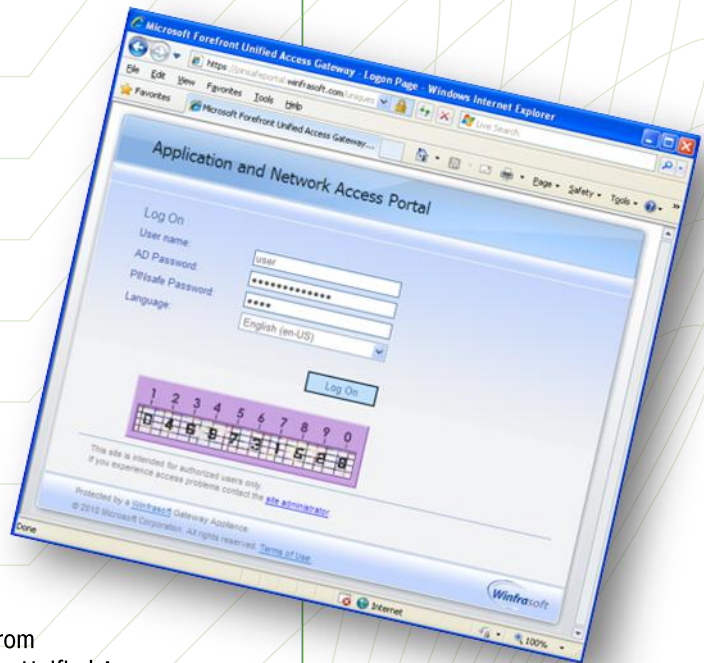 Microsoft Forefront Unified Access Gateway - Logon Page - Windows Internet Explorer
winfrasoft.com
Live Search
File Edit View Favorites Tools Help
Favorites
Microsoft Forefront Unified Access Gateway...
Page Safety Tools
Application and Network Access Portal
Log On
User name:
user
AD Password:
PINsafe Password:
Language:
English (en-US)
Log On
1 2 3 4 5 6 7 8 9 0
This site is intended for authorized users only.
If you experience access problems contact the site administrator
Protected by a Winfrasoft Gateway Appliance.
© 2010 Microsoft Corporation. All rights reserved. Terms of Use.
Winfrasoft
Done
Internet
100%
rom